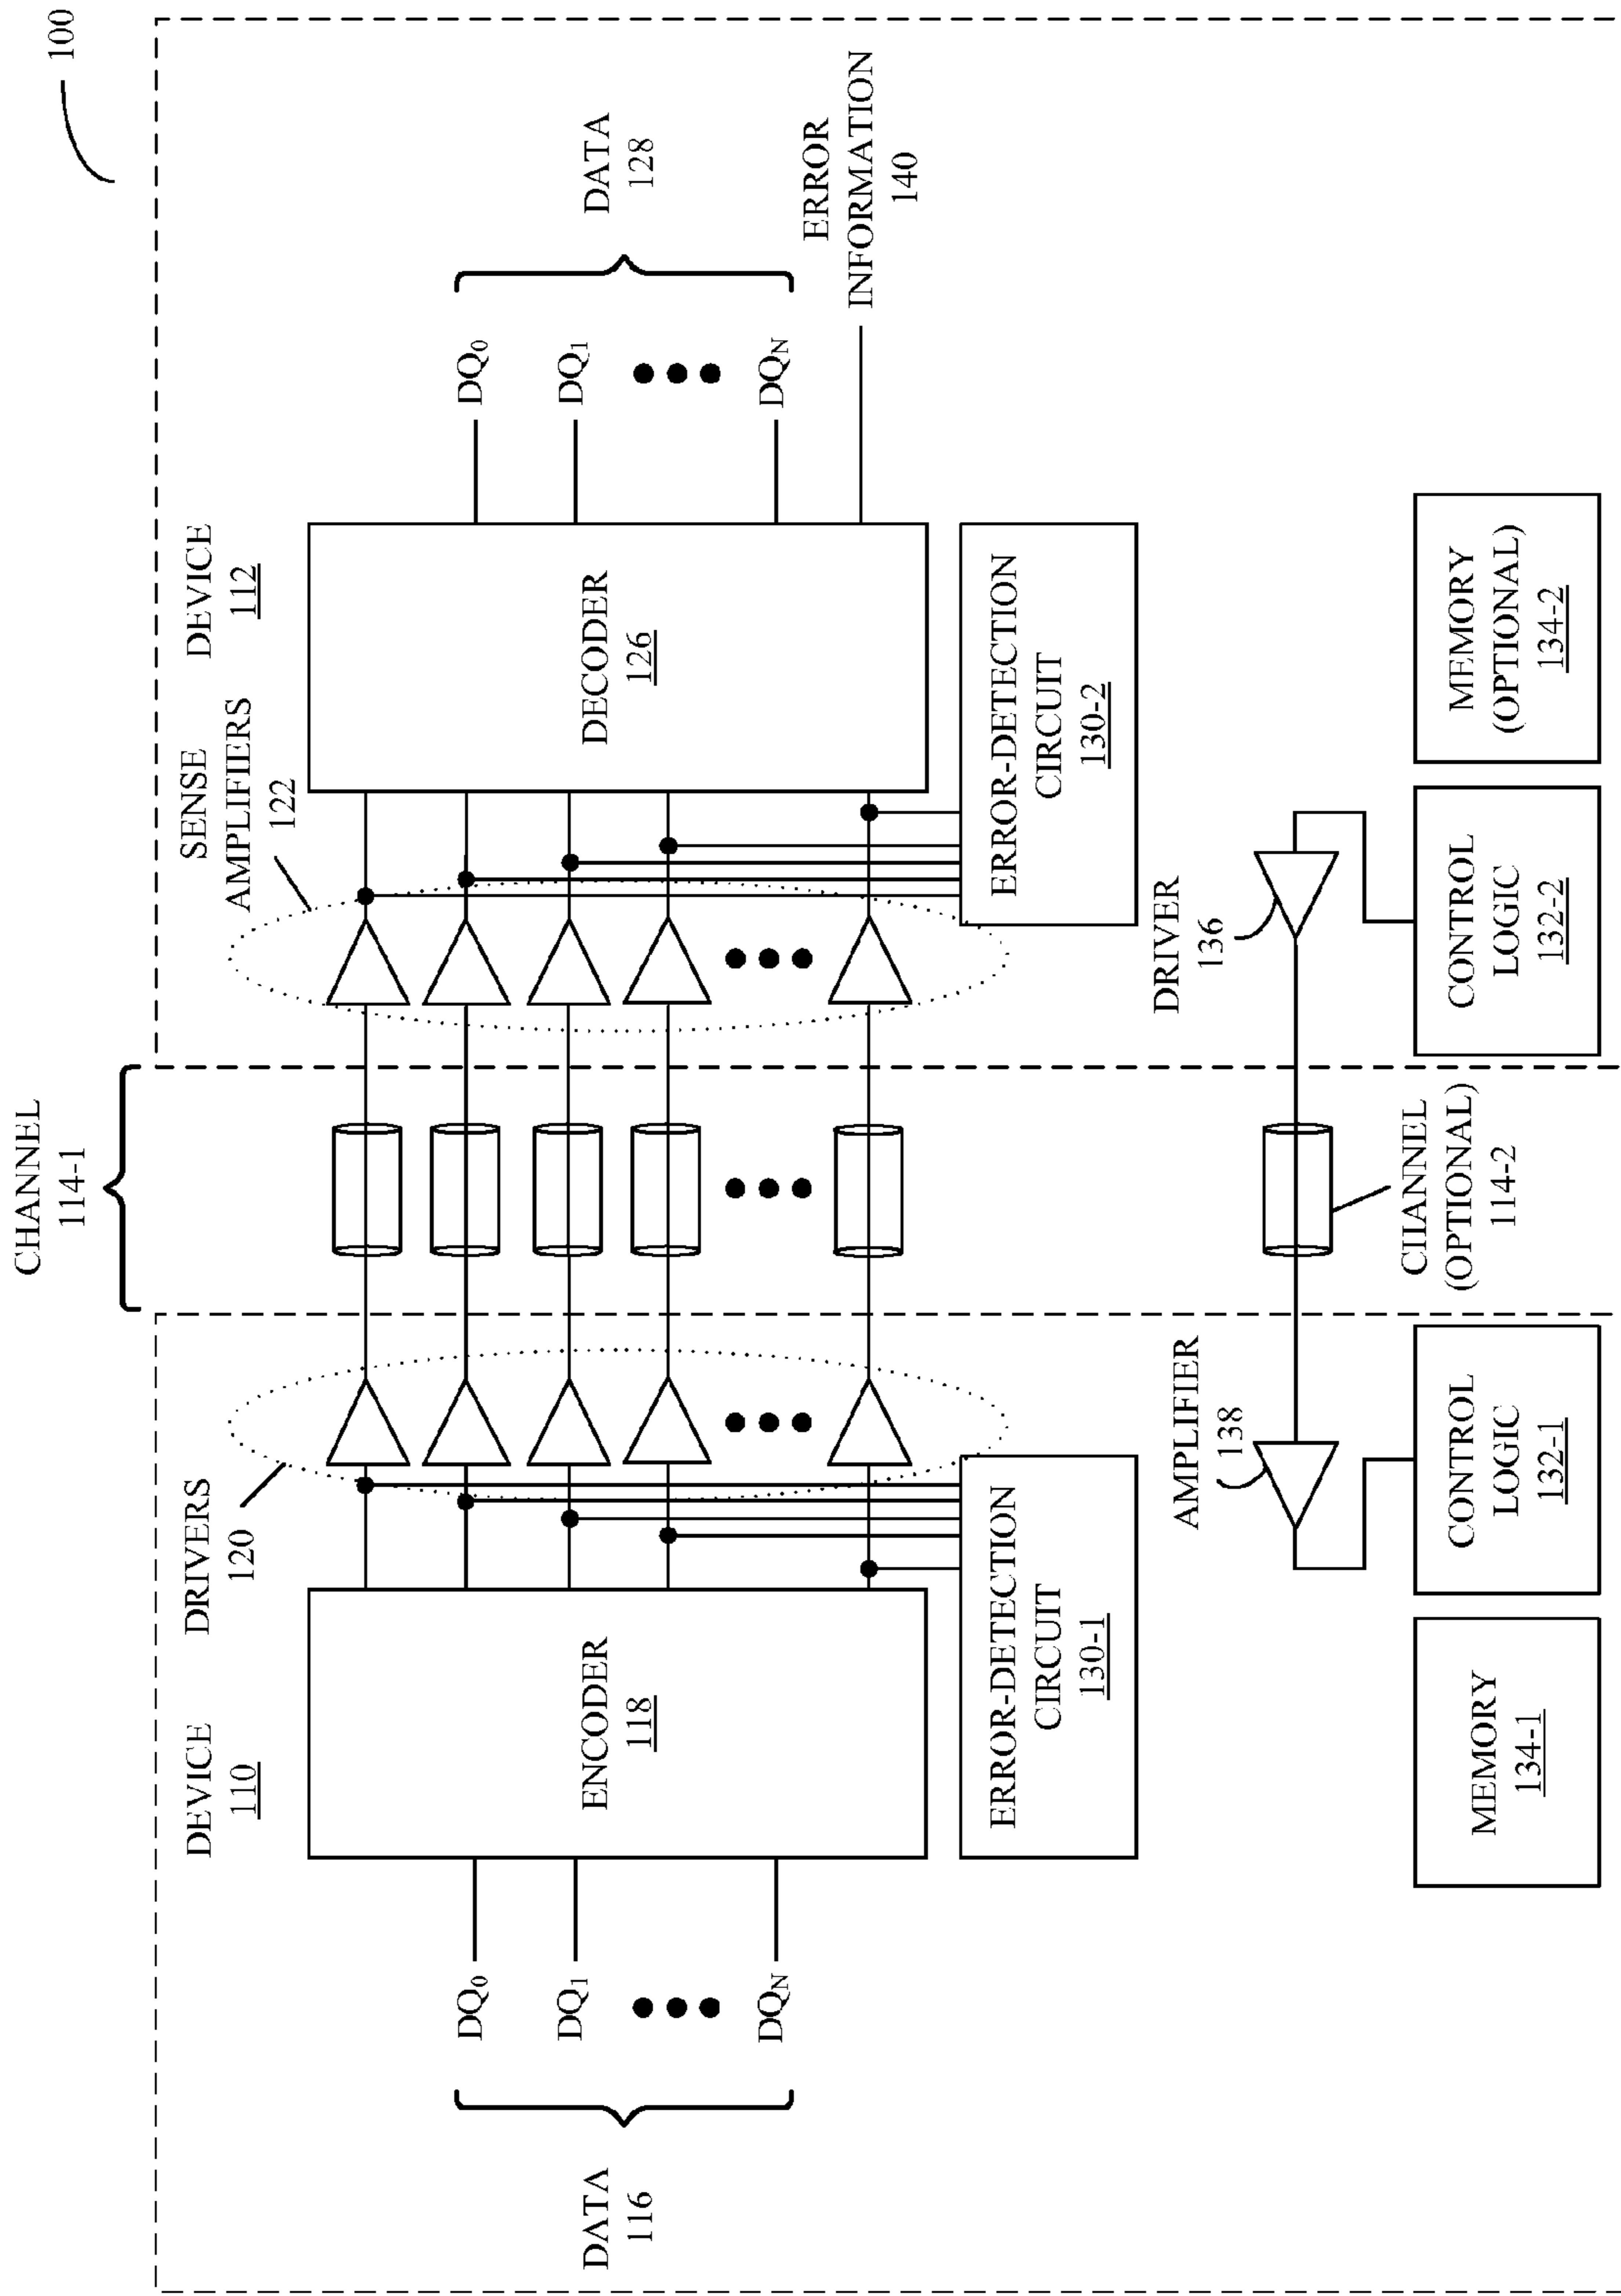 100
CHANNEL
114-1
DEVICE
110
DRIVERS
120
SENSE
AMPLIFIERS
122
DEVICE
112
DATA
116
DQ0
DQ1
DQN
ENCODER
118
DECODER
126
DQ0
DQ1
DQN
DATA
128
ERROR
INFORMATION
140
ERROR-DETECTION
CIRCUIT
130-1
ERROR-DETECTION
CIRCUIT
130-2
AMPLIFIER
138
DRIVER
136
CHANNEL
(OPTIONAL)
114-2
MEMORY
134-1
CONTROL
LOGIC
132-1
CONTROL
LOGIC
132-2
MEMORY
(OPTIONAL)
134-2